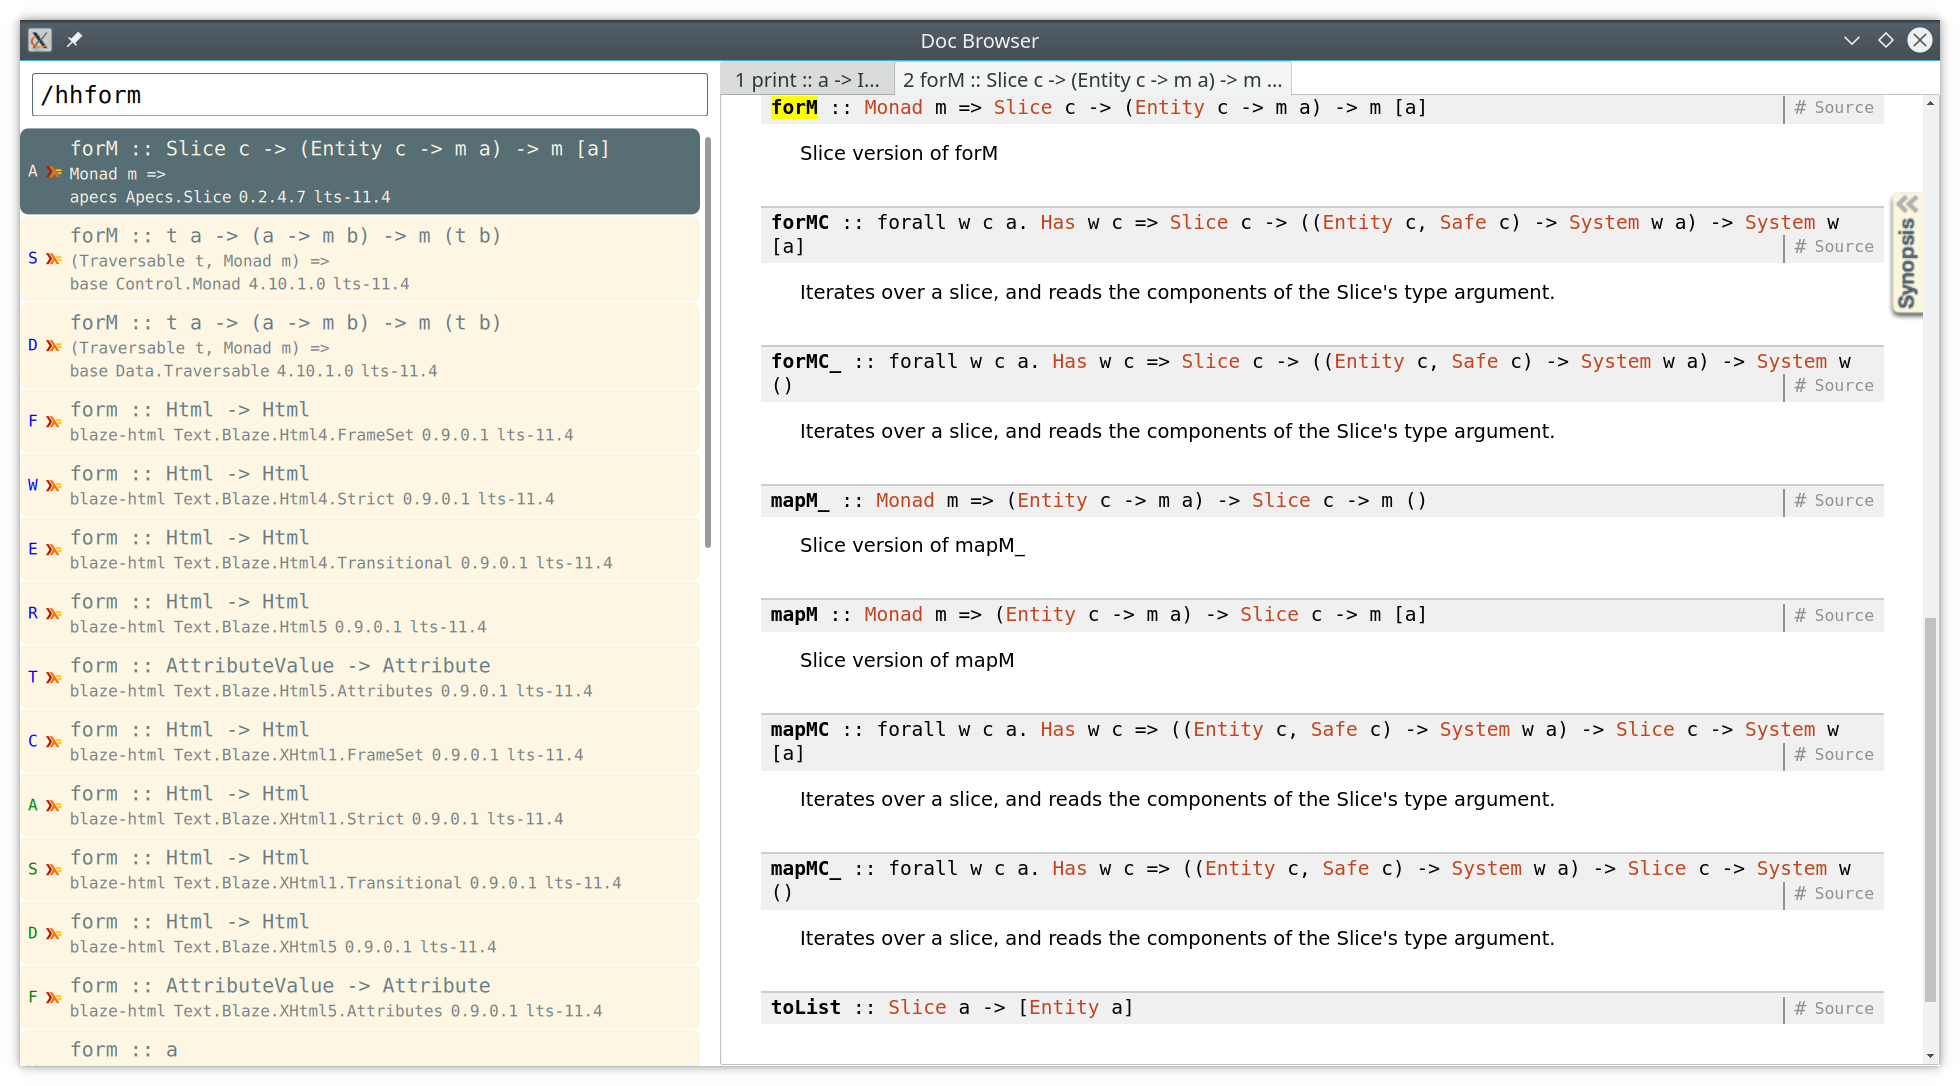 Doc Browser
/hhform
A forM :: Slice c -> (Entity c -> m a) -> m [a]
Monad m =>
apecs Apecs.Slice 0.2.4.7 lts-11.4
S forM :: t a -> (a -> m b) -> m (t b)
(Traversable t, Monad m) =>
base Control.Monad 4.10.1.0 lts-11.4
D forM :: t a -> (a -> m b) -> m (t b)
(Traversable t, Monad m) =>
base Data.Traversable 4.10.1.0 lts-11.4
F form :: Html -> Html
blaze-html Text.Blaze.Html4.FrameSet 0.9.0.1 lts-11.4
W form :: Html -> Html
blaze-html Text.Blaze.Html4.Strict 0.9.0.1 lts-11.4
E form :: Html -> Html
blaze-html Text.Blaze.Html4.Transitional 0.9.0.1 lts-11.4
R form :: Html -> Html
blaze-html Text.Blaze.Html5 0.9.0.1 lts-11.4
T form :: AttributeValue -> Attribute
blaze-html Text.Blaze.Html5.Attributes 0.9.0.1 lts-11.4
C form :: Html -> Html
blaze-html Text.Blaze.XHtml1.FrameSet 0.9.0.1 lts-11.4
A form :: Html -> Html
blaze-html Text.Blaze.XHtml1.Strict 0.9.0.1 lts-11.4
S form :: Html -> Html
blaze-html Text.Blaze.XHtml1.Transitional 0.9.0.1 lts-11.4
D form :: Html -> Html
blaze-html Text.Blaze.XHtml5 0.9.0.1 lts-11.4
F form :: AttributeValue -> Attribute
blaze-html Text.Blaze.XHtml5.Attributes 0.9.0.1 lts-11.4
form :: a
1 print :: a -> I... 2 forM :: Slice c -> (Entity c -> m a) -> m ...
forM :: Monad m => Slice c -> (Entity c -> m a) -> m [a] # Source
Slice version of forM
forMC :: forall w c a. Has w c => Slice c -> ((Entity c, Safe c) -> System w a) -> System w
[a] # Source
Iterates over a slice, and reads the components of the Slice's type argument.
forMC_ :: forall w c a. Has w c => Slice c -> ((Entity c, Safe c) -> System w a) -> System w
() # Source
Iterates over a slice, and reads the components of the Slice's type argument.
mapM_ :: Monad m => (Entity c -> m a) -> Slice c -> m () # Source
Slice version of mapM_
mapM :: Monad m => (Entity c -> m a) -> Slice c -> m [a] # Source
Slice version of mapM
mapMC :: forall w c a. Has w c => ((Entity c, Safe c) -> System w a) -> Slice c -> System w
[a] # Source
Iterates over a slice, and reads the components of the Slice's type argument.
mapMC_ :: forall w c a. Has w c => ((Entity c, Safe c) -> System w a) -> Slice c -> System w
() # Source
Iterates over a slice, and reads the components of the Slice's type argument.
toList :: Slice a -> [Entity a] # Source
Synopsis